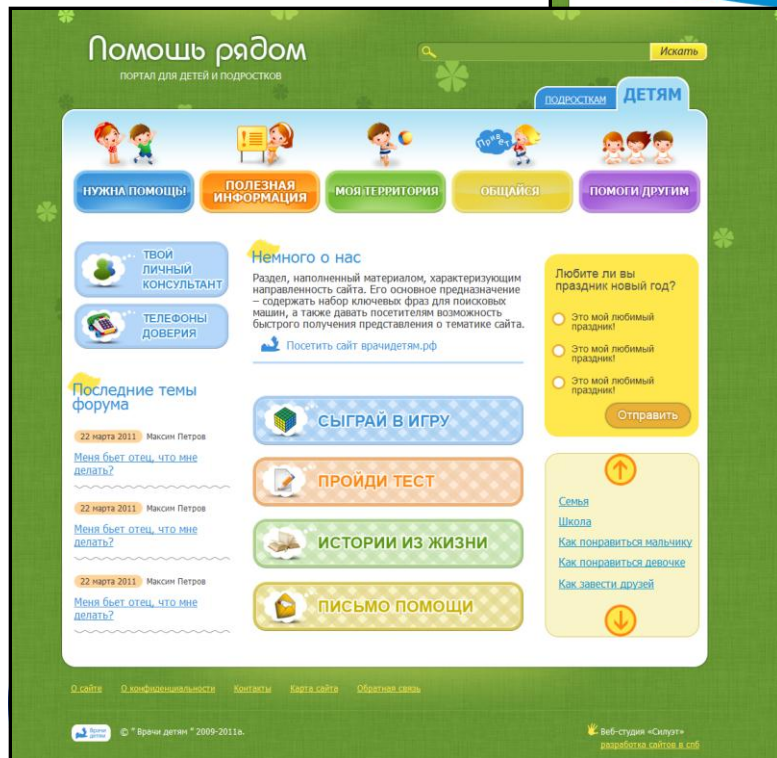 Помощь рядом
ПОРТАЛ ДЛЯ ДЕТЕЙ И ПОДРОСТКОВ
Искать
ПОДРОСТКАМ
ДЕТЯМ
Привет
НУЖНА ПОМОЩЬ!
ПОЛЕЗНАЯ
ИНФОРМАЦИЯ
МОЯ ТЕРРИТОРИЯ
ОБЩАЙСЯ
ПОМОГИ ДРУГИМ
ТВОЙ
ЛИЧНЫЙ
КОНСУЛЬТАНТ
ТЕЛЕФОНЫ
ДОВЕРИЯ
Последние темы
форума
22 марта 2011 Максим Петров
Меня бьет отец, что мне
делать?
22 марта 2011 Максим Петров
Меня бьет отец, что мне
делать?
22 марта 2011 Максим Петров
Меня бьет отец, что мне
делать?
Немного о нас
Раздел, наполненный материалом, характеризующим
направленность сайта. Его основное предназначение
– содержать набор ключевых фраз для поисковых
машин, а также давать посетителям возможность
быстрого получения представления о тематике сайта.
Посетить сайт врачидетям.рф
СЫГРАЙ В ИГРУ
ПРОЙДИ ТЕСТ
ИСТОРИИ ИЗ ЖИЗНИ
ПИСЬМО ПОМОЩИ
Любите ли вы
праздник новый год?
Это мой любимый
праздник!
Это мой любимый
праздник!
Это мой любимый
праздник!
Отправить
Семья
Школа
Как понравиться мальчику
Как понравиться девочке
Как завести друзей
О сайте
О конфиденциальности
Контакты
Карта сайта
Обратная связь
Врачи
детям
© " Врачи детям " 2009-2011г.
Веб-студия «Силуэт»
разработка сайтов в спб